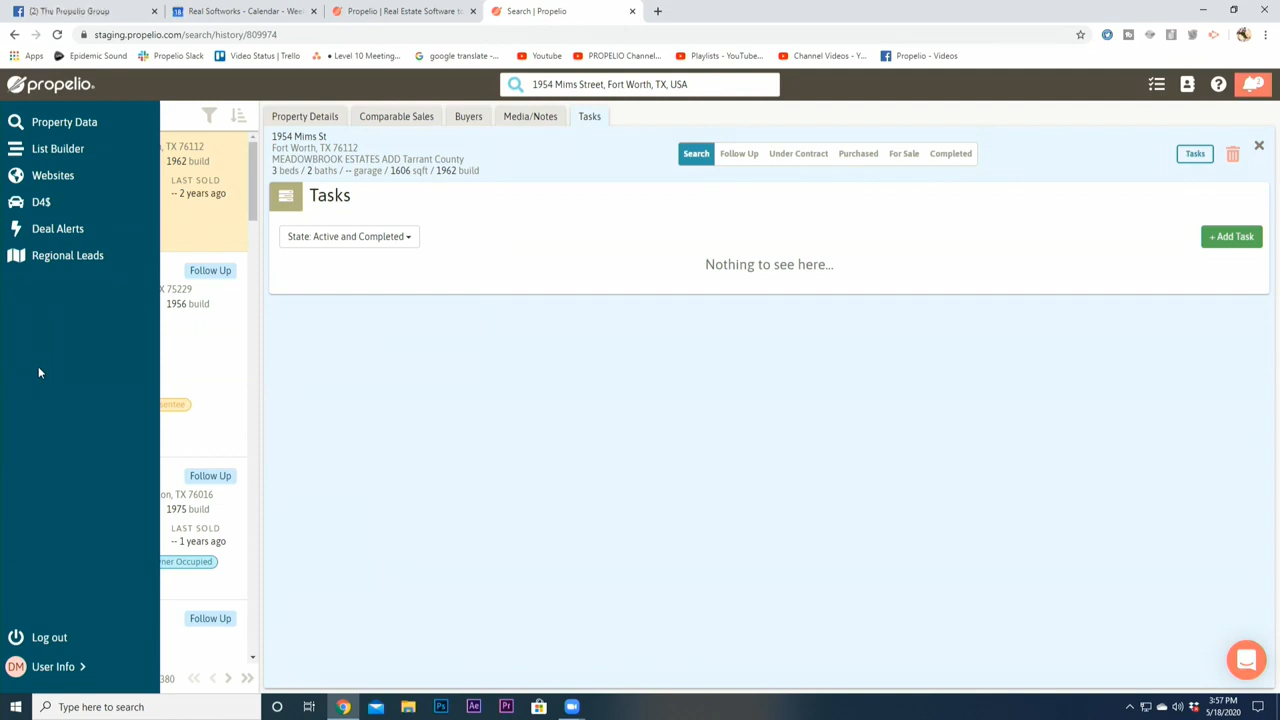 (2) The Propelio Group
Real Softworks - Calendar - Wee
Propelio | Real Estate Software to
Search | Propelio
staging.propelio.com/search/history/809974
Apps
Epidemic Sound
Propelio Slack
Video Status | Trello
• Level 10 Meeting...
google translate -...
Youtube
PROPELIO Channel...
Playlists - YouTube...
Channel Videos - Y...
Propelio - Videos
propelio
1954 Mims Street, Fort Worth, TX, USA
2
Property Data
List Builder
Websites
D4$
Deal Alerts
Regional Leads
Log out
DM User Info
, TX 76112
1962 build
LAST SOLD
-- 2 years ago
Follow Up
X 75229
1956 build
sentee
Follow Up
on, TX 76016
1975 build
LAST SOLD
-- 1 years ago
ner Occupied
Follow Up
380
Property Details
Comparable Sales
Buyers
Media/Notes
Tasks
1954 Mims St
Fort Worth, TX 76112
MEADOWBROOK ESTATES ADD Tarrant County
3 beds / 2 baths / -- garage / 1606 sqft / 1962 build
Search
Follow Up
Under Contract
Purchased
For Sale
Completed
Tasks
Tasks
State: Active and Completed
+ Add Task
Nothing to see here...
Type here to search
Ps
Ae
Pr
3:57 PM
5/18/2020